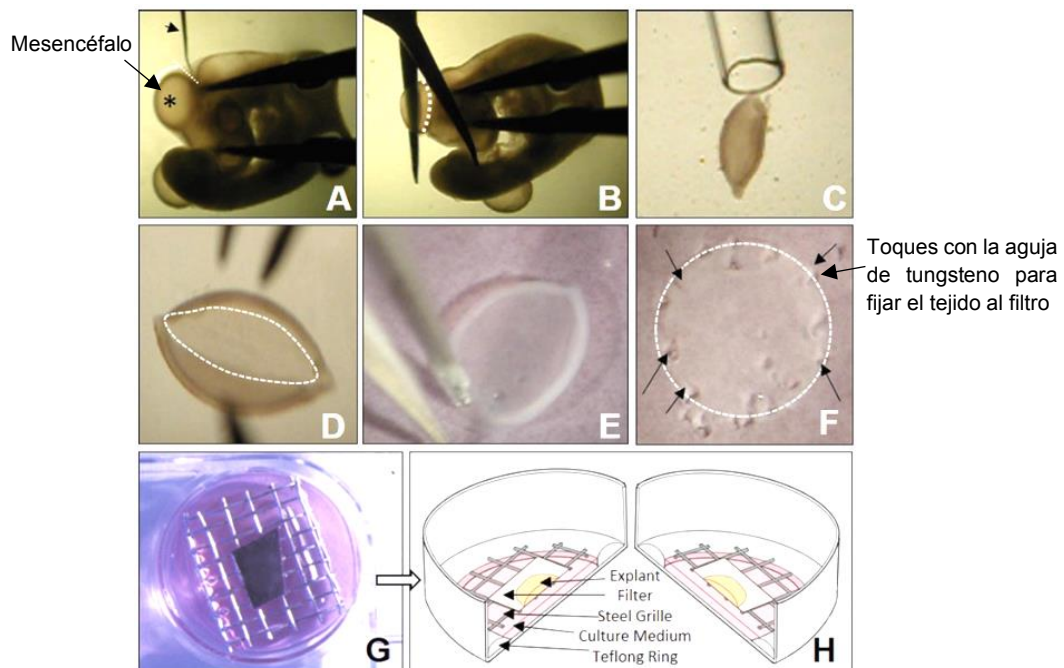 Mesencéfalo
*
A
B
C
Toques con la aguja
de tungsteno para
fijar el tejido al filtro
D
E
F
G
Explant
Filter
Steel Grille
Culture Medium
Teflong Ring
H